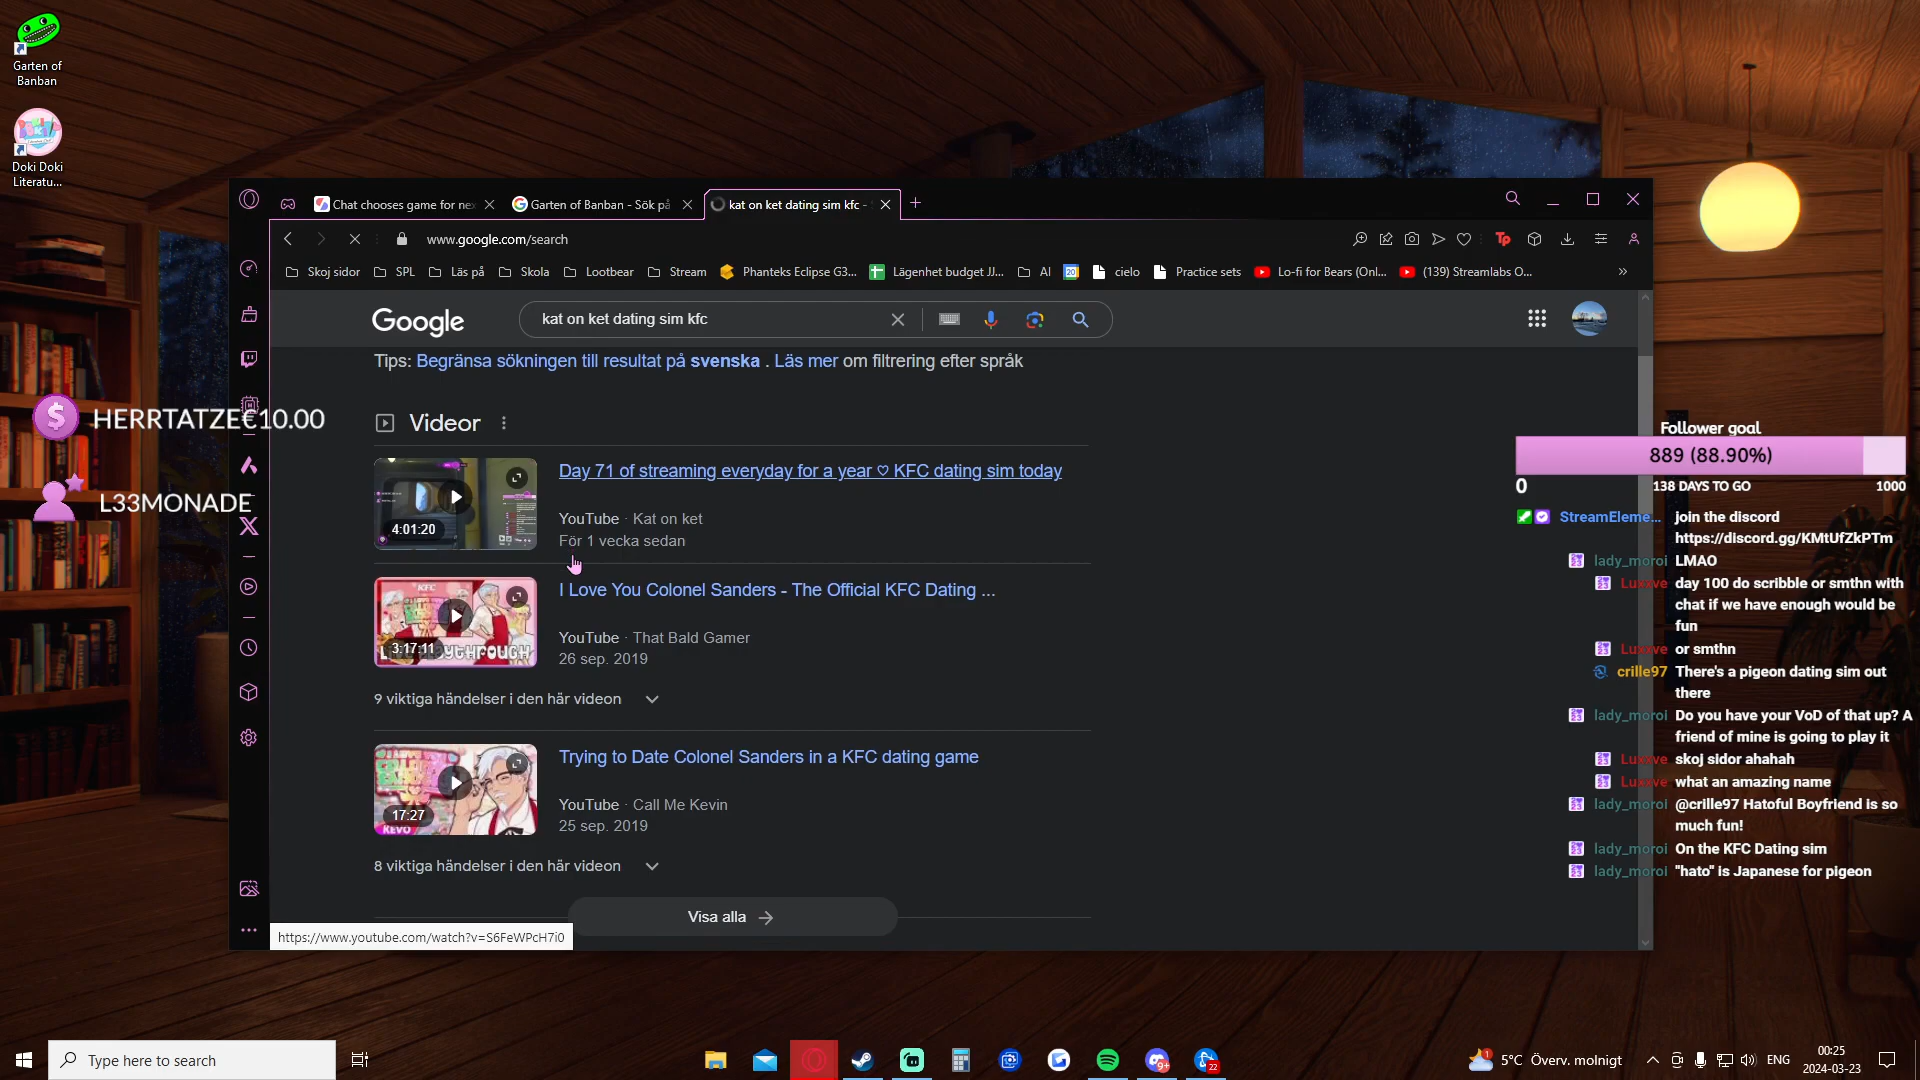 Garten of
Banban
Doki Doki
Literatu...
Chat chooses game for ne
Garten of Banban - Sök på
kat on ket dating sim kfc -
www.google.com/search
Tp
Skoj sidor
SPL
Läs på
Skola
Lootbear
Stream
Phanteks Eclipse G3...
Lägenhet budget JJ...
AI
20
cielo
Practice sets
Lo-fi for Bears (Onl...
(139) Streamlabs O...
»
Google
kat on ket dating sim kfc
Tips: Begränsa sökningen till resultat på svenska . Läs mer om filtrering efter språk
Videor
Day 71 of streaming everyday for a year ♡ KFC dating sim today
4:01:20
YouTube · Kat on ket
För 1 vecka sedan
I Love You Colonel Sanders - The Official KFC Dating ...
3:17:11
YouTube · That Bald Gamer
26 sep. 2019
9 viktiga händelser i den här videon
Trying to Date Colonel Sanders in a KFC dating game
17:27
KEVO
YouTube · Call Me Kevin
25 sep. 2019
8 viktiga händelser i den här videon
Visa alla
https://www.youtube.com/watch?v=S6FeWPcH7i0
HERRTATZE€10.00
L33MONADE
Follower goal
889 (88.90%)
0
138 DAYS TO GO
1000
StreamEleme... join the discord
https://discord.gg/KMtUfZkPTm
lady_moroi LMAO
Luxxve day 100 do scribble or smthn with
chat if we have enough would be
fun
Luxxve or smthn
crille97 There's a pigeon dating sim out
there
lady_moroi Do you have your VoD of that up? A
friend of mine is going to play it
Luxxve skoj sidor ahahah
Luxxve what an amazing name
lady_moroi @crille97 Hatoful Boyfriend is so
much fun!
lady_moroi On the KFC Dating sim
lady_moroi "hato" is Japanese for pigeon
Type here to search
9+
22
1
5°C Överv. molnigt
ENG
00:25
2024-03-23